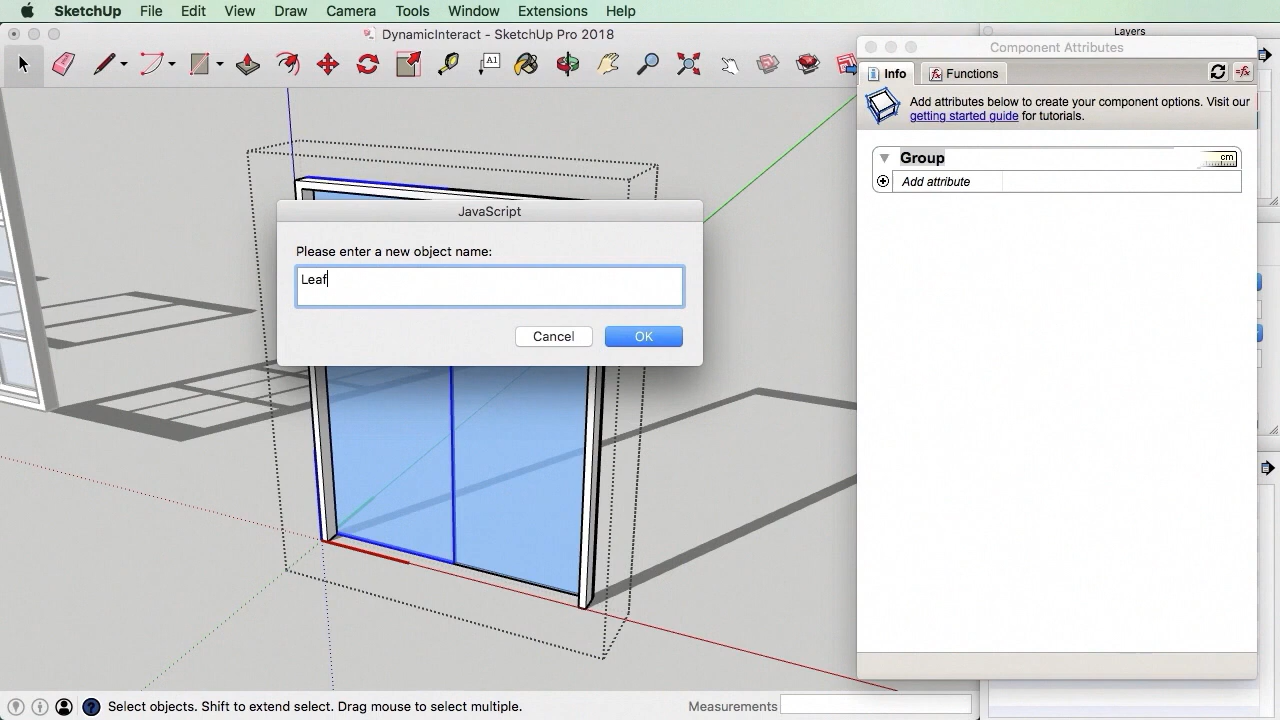 SketchUp File Edit View Draw Camera Tools Window Extensions Help
DynamicInteract - SketchUp Pro 2018
Layers
A1
Component Attributes
Info
Functions
=fx
Add attributes below to create your component options. Visit our
getting started guide for tutorials.
Group
cm
Add attribute
JavaScript
Please enter a new object name:
Leaf
Cancel
OK
Select objects. Shift to extend select. Drag mouse to select multiple.
Measurements